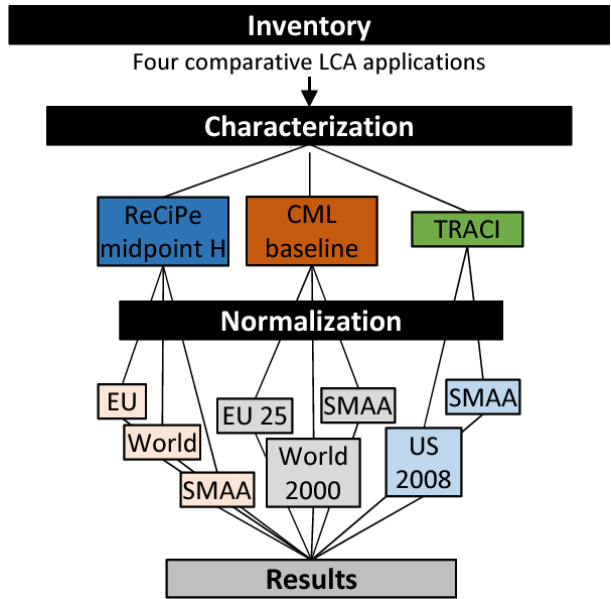 Inventory
Four comparative LCA applications
Characterization
ReCiPe
midpoint H
CML
baseline
TRACI
Normalization
EU
World
SMAA
EU 25
World
2000
SMAA
US
2008
SMAA
Results